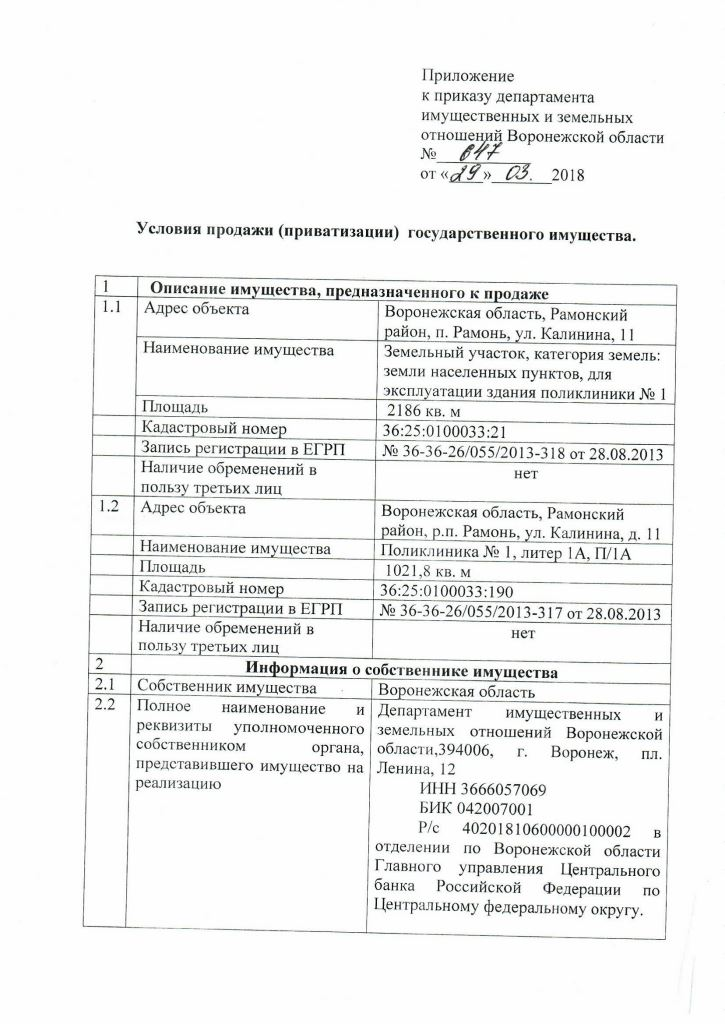 Приложение
к приказу департамента
имущественных и земельных
отношений Воронежской области
№ 647
от «29» 03. 2018
Условия продажи (приватизации) государственного имущества.
1 Описание имущества, предназначенного к продаже
1.1 Адрес объекта Воронежская область, Рамонский
район, п. Рамонь, ул. Калинина, 11
Наименование имущества Земельный участок, категория земель:
земли населенных пунктов, для
эксплуатации здания поликлиники № 1
Площадь 2186 кв. м
Кадастровый номер 36:25:0100033:21
Запись регистрации в ЕГРП № 36-36-26/055/2013-318 от 28.08.2013
Наличие обременений в нет
пользу третьих лиц
1.2 Адрес объекта Воронежская область, Рамонский
район, р.п. Рамонь, ул. Калинина, д. 11
Наименование имущества Поликлиника № 1, литер 1А, П/1А
Площадь 1021,8 кв. м
Кадастровый номер 36:25:0100033:190
Запись регистрации в ЕГРП № 36-36-26/055/2013-317 от 28.08.2013
Наличие обременений в нет
пользу третьих лиц
2 Информация о собственнике имущества
2.1 Собственник имущества Воронежская область
2.2 Полное наименование и Департамент имущественных и
реквизиты уполномоченного земельных отношений Воронежской
собственником органа, области,394006, г. Воронеж, пл.
представившего имущество на Ленина, 12
реализацию ИНН 3666057069
БИК 042007001
Р/с 40201810600000100002 в
отделении по Воронежской области
Главного управления Центрального
банка Российской Федерации по
Центральному федеральному округу.